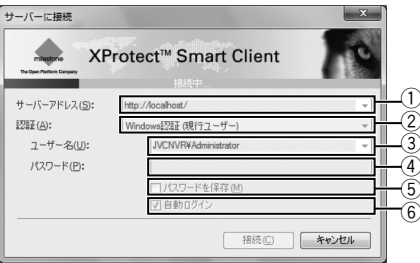 サーバーに接続
x
milestone
The Open Platform Company
XProtect™ Smart Client
接続中...
サーバーアドレス(S): http://localhost/ ①
認証(A): Windows認証 (現行ユーザー) ②
ユーザー名(U): JVCNVR¥Administrator ③
パスワード(P): ④
パスワードを保存(M) ⑤
自動ログイン ⑥
接続(C) キャンセル